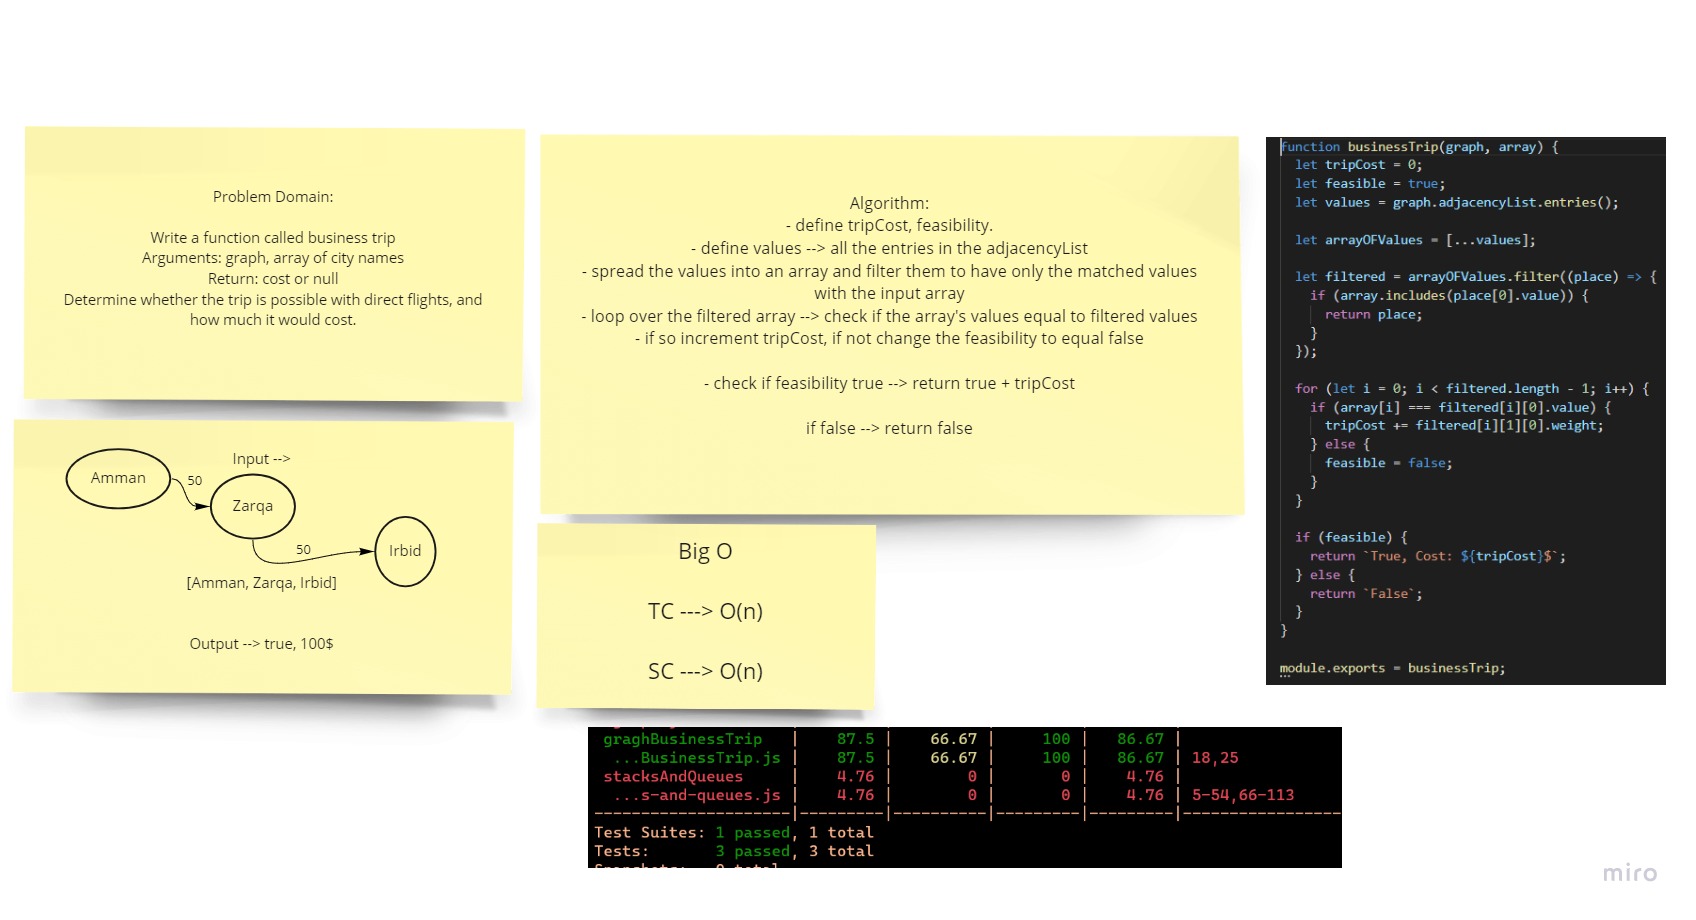 Problem Domain:
Write a function called business trip
Arguments: graph, array of city names
Return: cost or null
Determine whether the trip is possible with direct flights, and
how much it would cost.
Input -->
Amman
50
Zarqa
50
Irbid
[Amman, Zarqa, Irbid]
Output --> true, 100$
Algorithm:
- define tripCost, feasibility.
- define values --> all the entries in the adjacencyList
- spread the values into an array and filter them to have only the matched values
with the input array
- loop over the filtered array --> check if the array's values equal to filtered values
- if so increment tripCost, if not change the feasibility to equal false
- check if feasibility true --> return true + tripCost
if false --> return false
Big O
TC ---> O(n)
SC ---> O(n)
function businessTrip(graph, array) {
let tripCost = 0;
let feasible = true;
let values = graph.adjacencyList.entries();
let arrayOFValues = [...values];
let filtered = arrayOFValues.filter((place) => {
if (array.includes(place[0].value)) {
return place;
}
});
for (let i = 0; i < filtered.length - 1; i++) {
if (array[i] === filtered[i][0].value) {
tripCost += filtered[i][1][0].weight;
} else {
feasible = false;
}
}
if (feasible) {
return `True, Cost: ${tripCost}$`;
} else {
return `False`;
}
}
module.exports = businessTrip;
graghBusinessTrip | 87.5 | 66.67 | 100 | 86.67 |
...BusinessTrip.js | 87.5 | 66.67 | 100 | 86.67 | 18,25
stacksAndQueues | 4.76 | 0 | 0 | 4.76 |
...s-and-queues.js | 4.76 | 0 | 0 | 4.76 | 5-54,66-113
Test Suites: 1 passed, 1 total
Tests: 3 passed, 3 total
miro